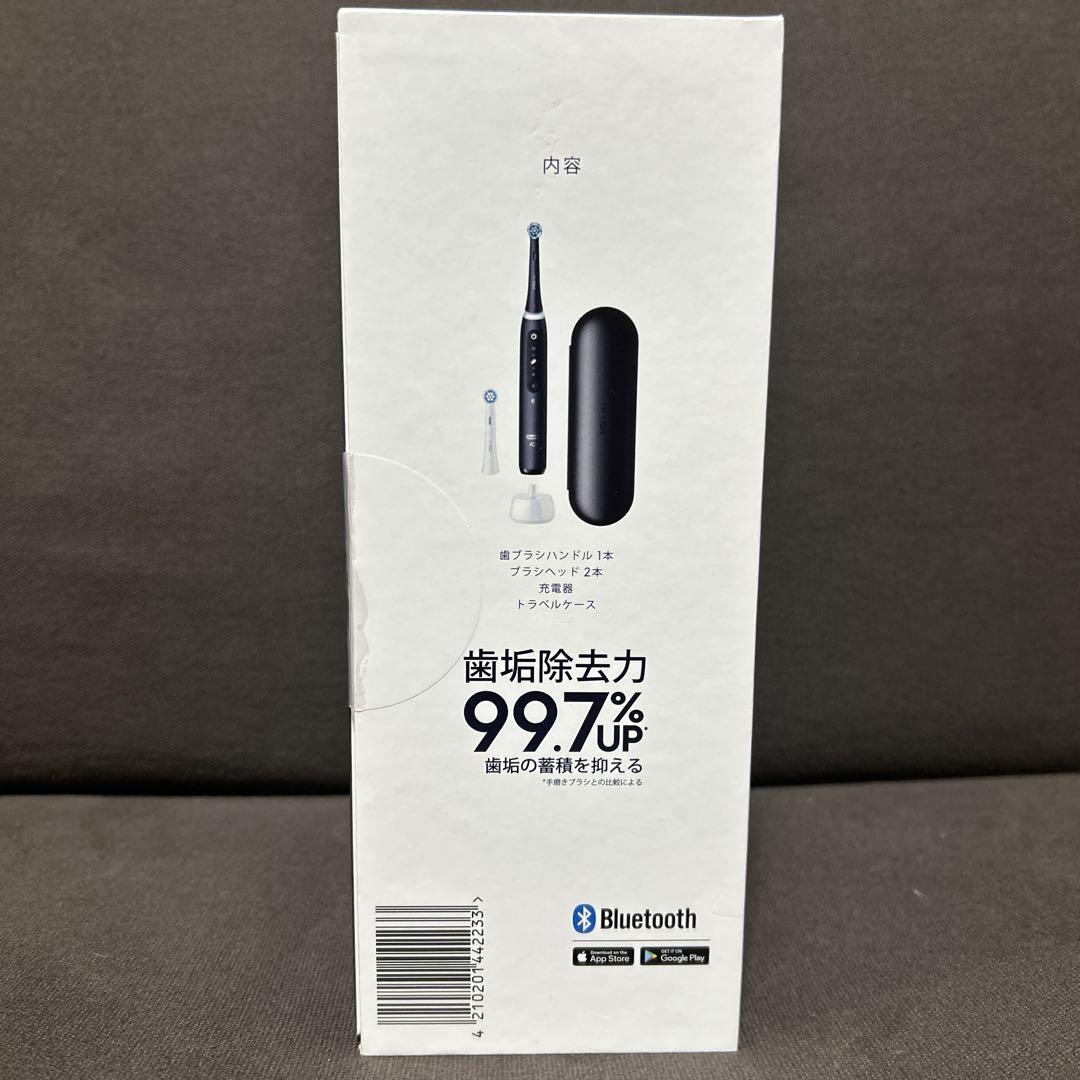 内容
歯ブラシハンドル 1本
ブラシヘッド 2本
充電器
トラベルケース
歯垢除去力
99.7%UP*
歯垢の蓄積を抑える
*手磨きブラシとの比較による
Bluetooth
Download on the
App Store
GET IT ON
Google Play
4 210201 442233 >